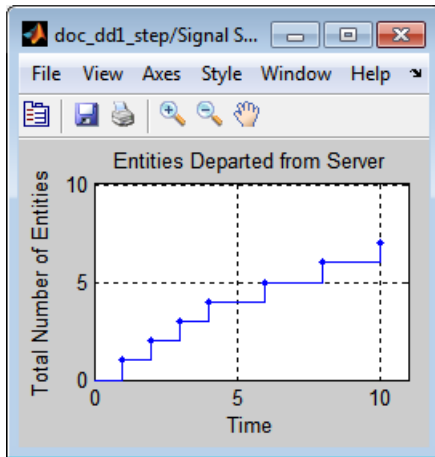 doc_dd1_step/Signal S...
File View Axes Style Window Help
Entities Departed from Server
Total Number of Entities
10
5
0
0 5 10
Time